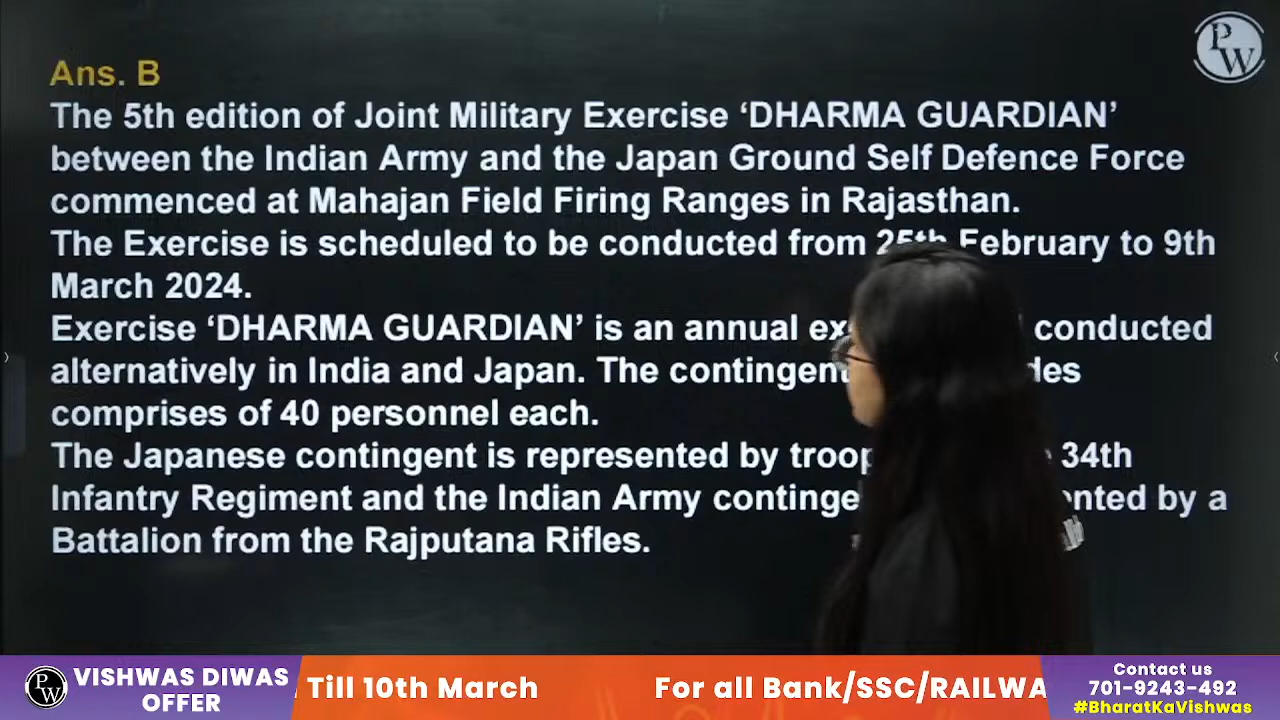 PW
Ans. B
The 5th edition of Joint Military Exercise ‘DHARMA GUARDIAN’
between the Indian Army and the Japan Ground Self Defence Force
commenced at Mahajan Field Firing Ranges in Rajasthan.
The Exercise is scheduled to be conducted from 25th February to 9th
March 2024.
Exercise ‘DHARMA GUARDIAN’ is an annual conducted
alternatively in India and Japan. The contingent
comprises of 40 personnel each.
The Japanese contingent is represented by 34th
Infantry Regiment and the Indian Army by a
Battalion from the Rajputana Rifles.
PW
VISHWAS DIWAS
OFFER
Till 10th March For all Bank/SSC/RAILWA
Contact us
701-9243-492
#BharatKaVishwas